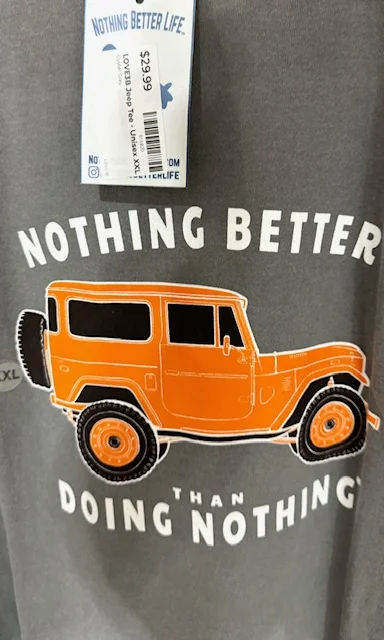 NOTHING BETTER LIFE
$29.99
LOVE3B Jeep Tee - Unisex XXL
NOTHING BETTER
XXL
THAN
DOING NOTHING